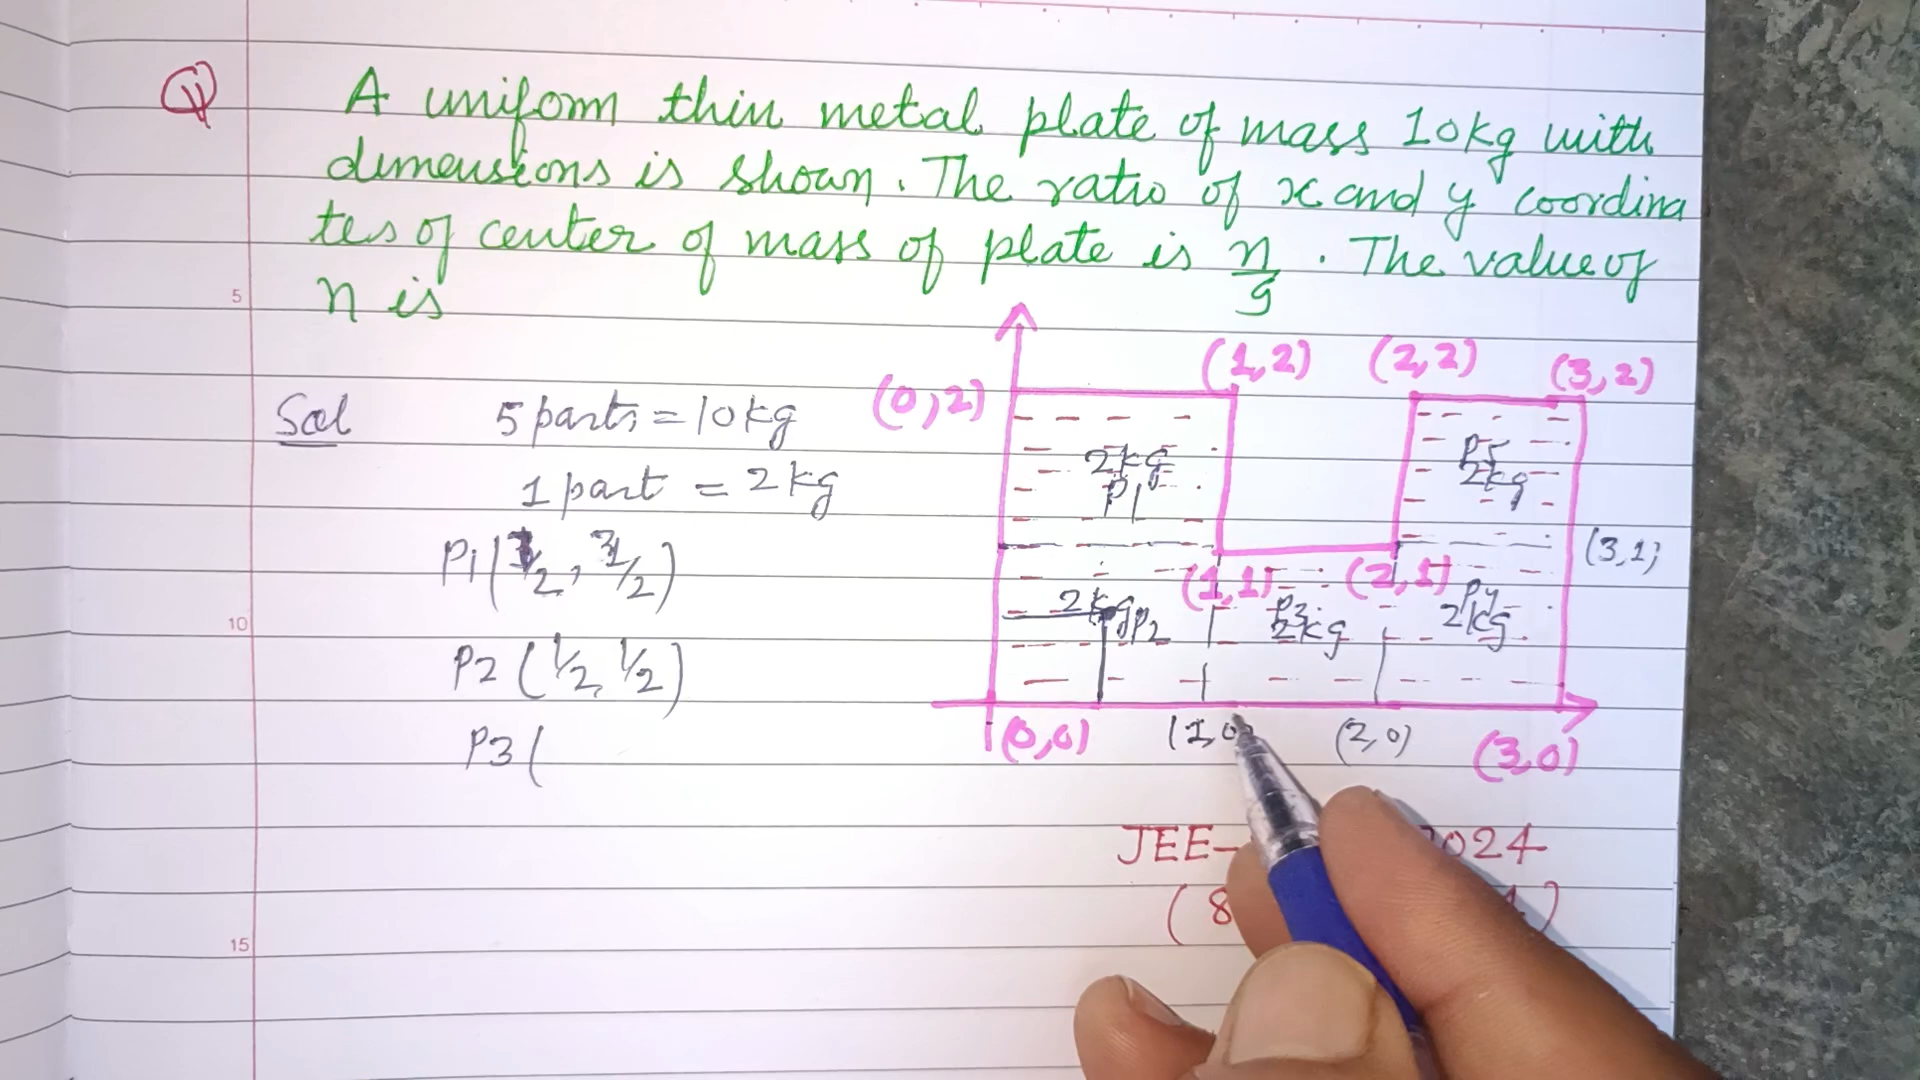 Q) A uniform thin metal plate of mass 10kg with
dimensions is shown. The ratio of x and y coordina
tes of center of mass of plate is n/9 . The value of
n is
5
(1,2) (2,2) (3,2)
(0,2)
Sol 5 parts = 10kg
1 part = 2kg
2kg
P1
P5
2kg
P1(1/2, 3/2)
(3,1)
(1,1) (2,1)
2kg P2
P3
2kg
P4
2kg
10
P2 (1/2, 1/2)
P3 (
(0,0) (1,0) (2,0) (3,0)
JEE- 2024
(8 )
15